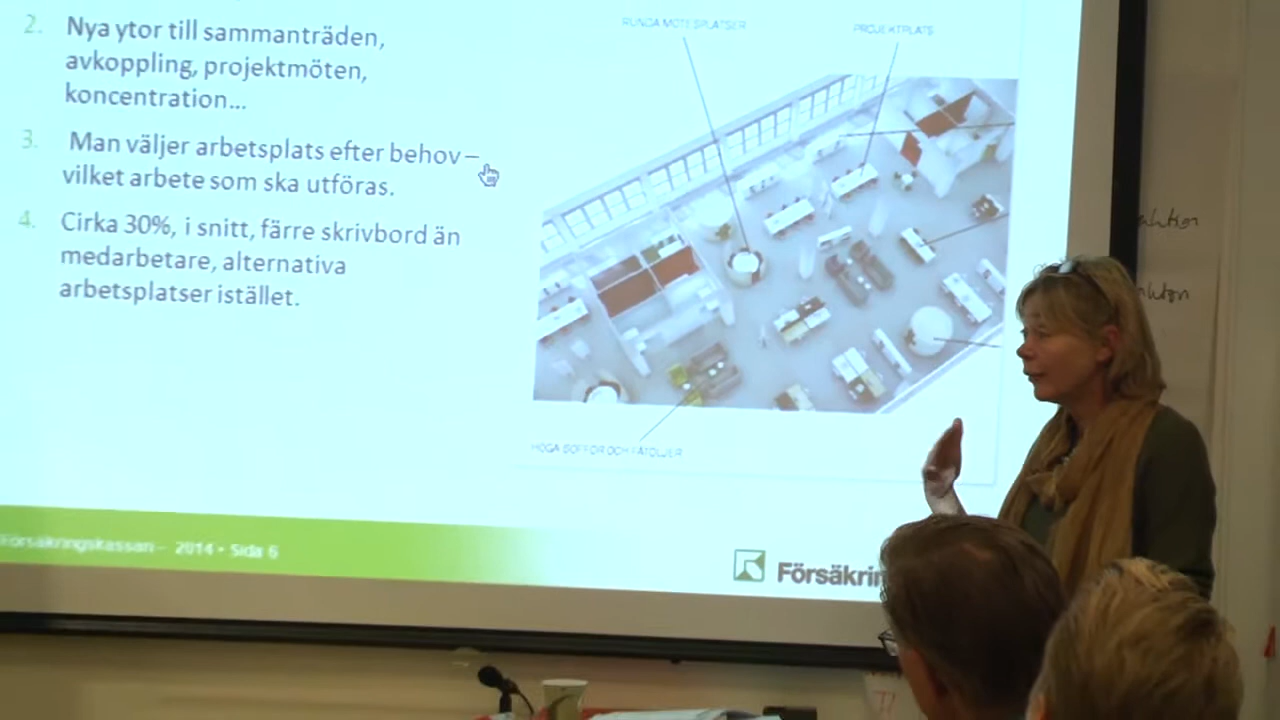 2. Nya ytor till sammanträden,
avkoppling, projektmöten,
koncentration...
3. Man väljer arbetsplats efter behov –
vilket arbete som ska utföras.
4. Cirka 30%, i snitt, färre skrivbord än
medarbetare, alternativa
arbetsplatser istället.
RUNDA MÖTESPLATSER
PROJEKTPLATS
HÖGA SOFFOR OCH FÅTÖLJER
Försäkringskassan – 2014 • Sida 6
Försäkrin